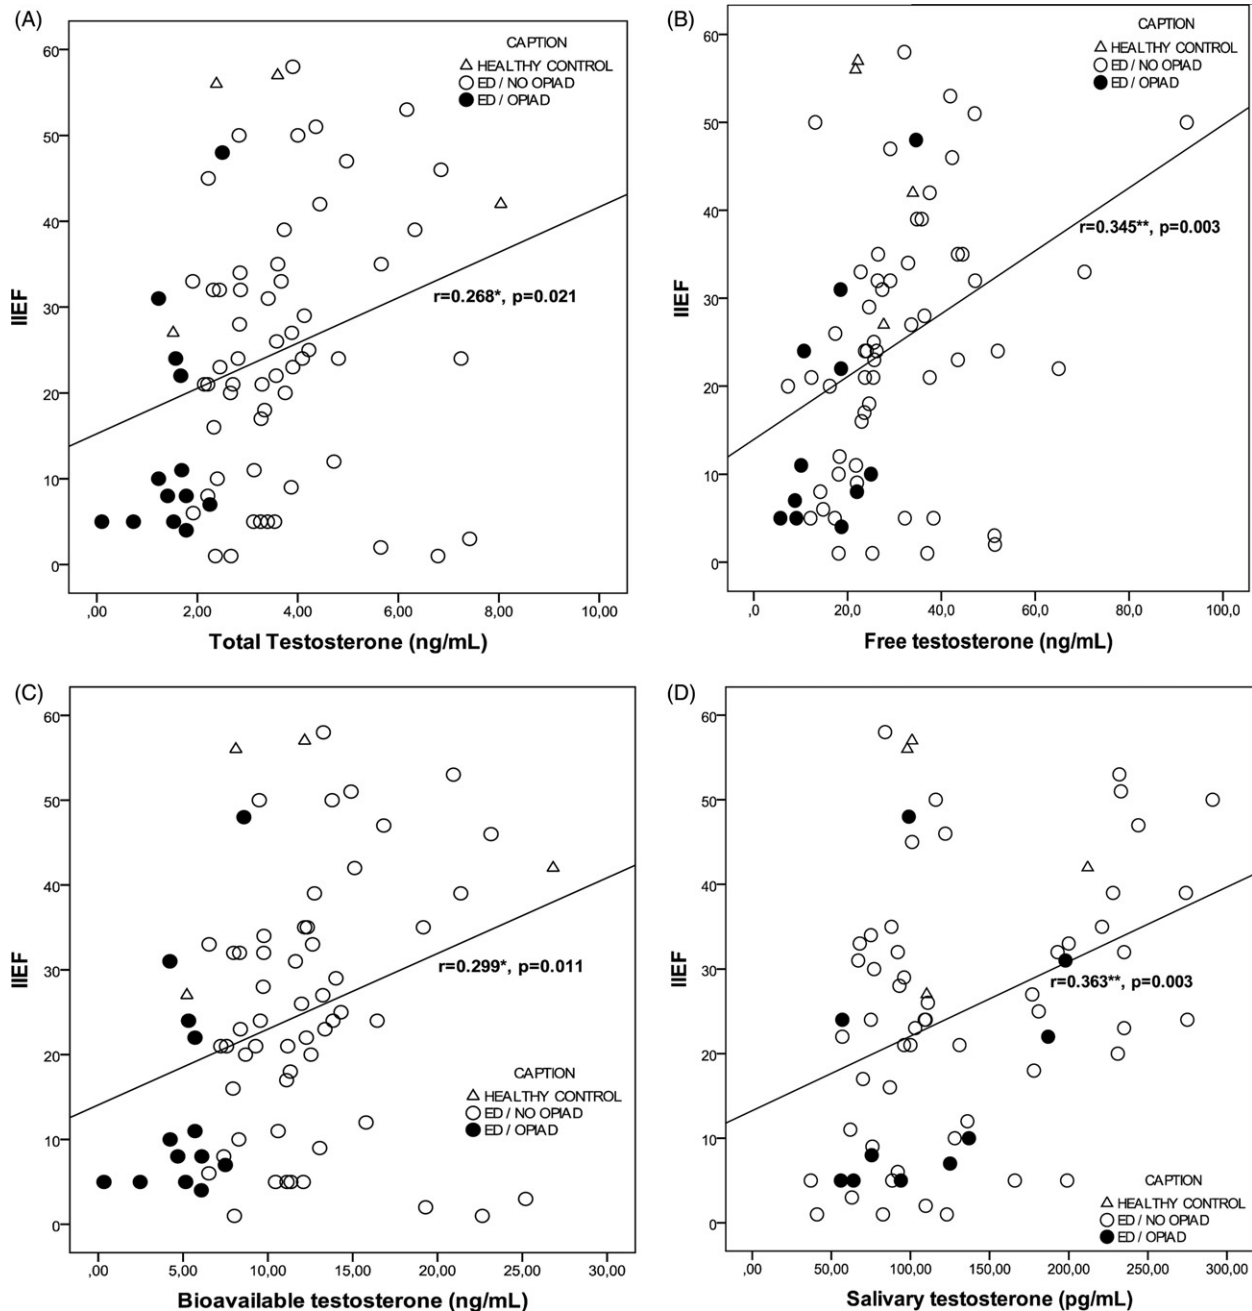 (A)
60
50
40
30
20
10
0
IIEF
CAPTION
HEALTHY CONTROL
ED / NO OPIAD
ED / OPIAD
r=0.268*, p=0.021
,00
2,00
4,00
6,00
8,00
10,00
Total Testosterone (ng/mL)
(B)
60
50
40
30
20
10
0
IIEF
CAPTION
HEALTHY CONTROL
ED / NO OPIAD
ED / OPIAD
r=0.345**, p=0.003
,0
20,0
40,0
60,0
80,0
100,0
Free testosterone (ng/mL)
(C)
60
50
40
30
20
10
0
IIEF
r=0.299*, p=0.011
CAPTION
HEALTHY CONTROL
ED / NO OPIAD
ED / OPIAD
,00
5,00
10,00
15,00
20,00
25,00
30,00
Bioavailable testosterone (ng/mL)
(D)
60
50
40
30
20
10
0
IIEF
r=0.363**, p=0.003
CAPTION
HEALTHY CONTROL
ED / NO OPIAD
ED / OPIAD
,00
50,00
100,00
150,00
200,00
250,00
300,00
Salivary testosterone (pg/mL)